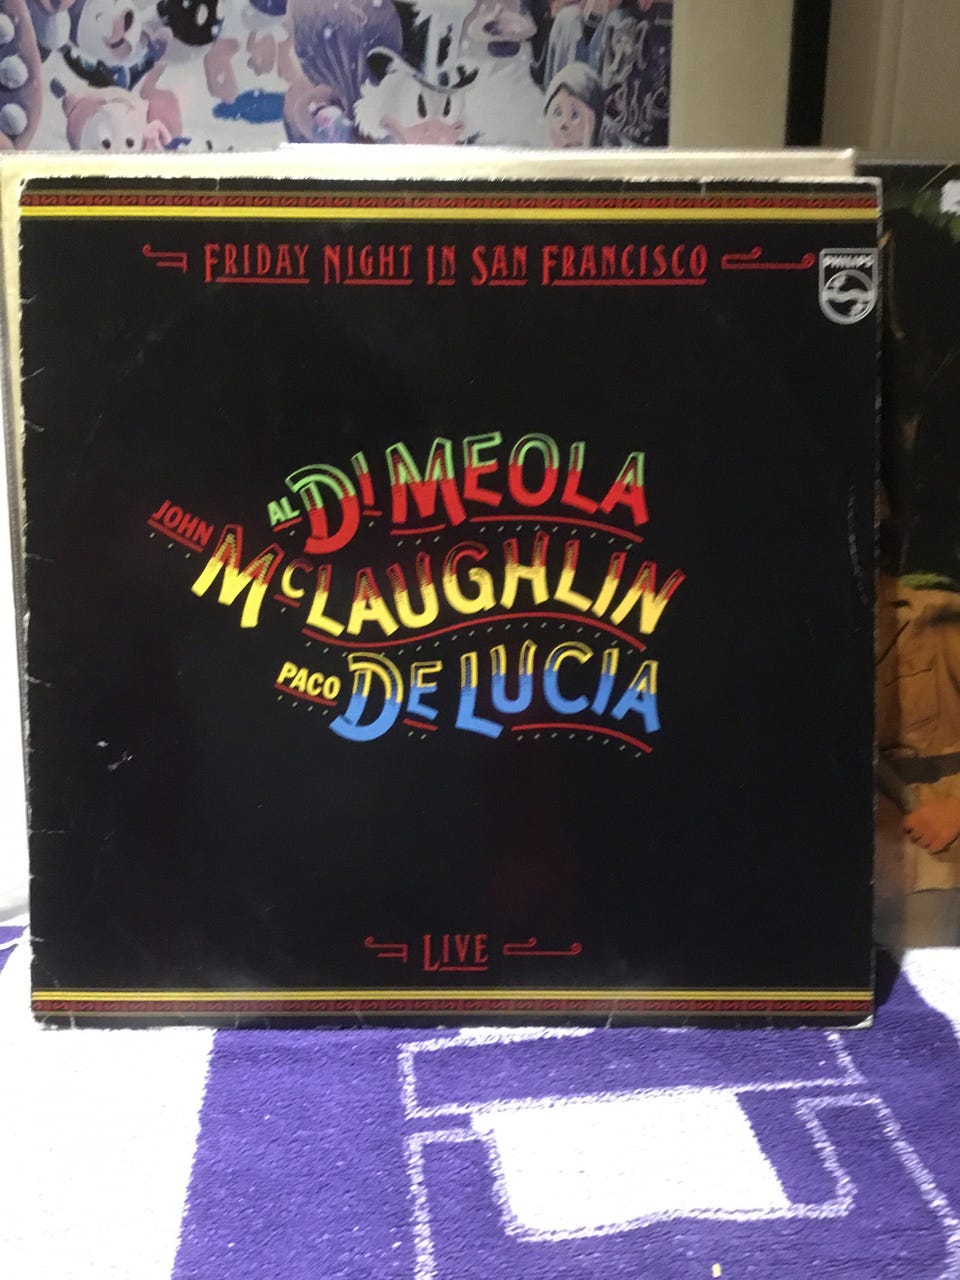 FRIDAY NIGHT IN SAN FRANCISCO
PHILIPS
AL DI MEOLA
JOHN McLAUGHLIN
PACO DE LUCIA
LIVE